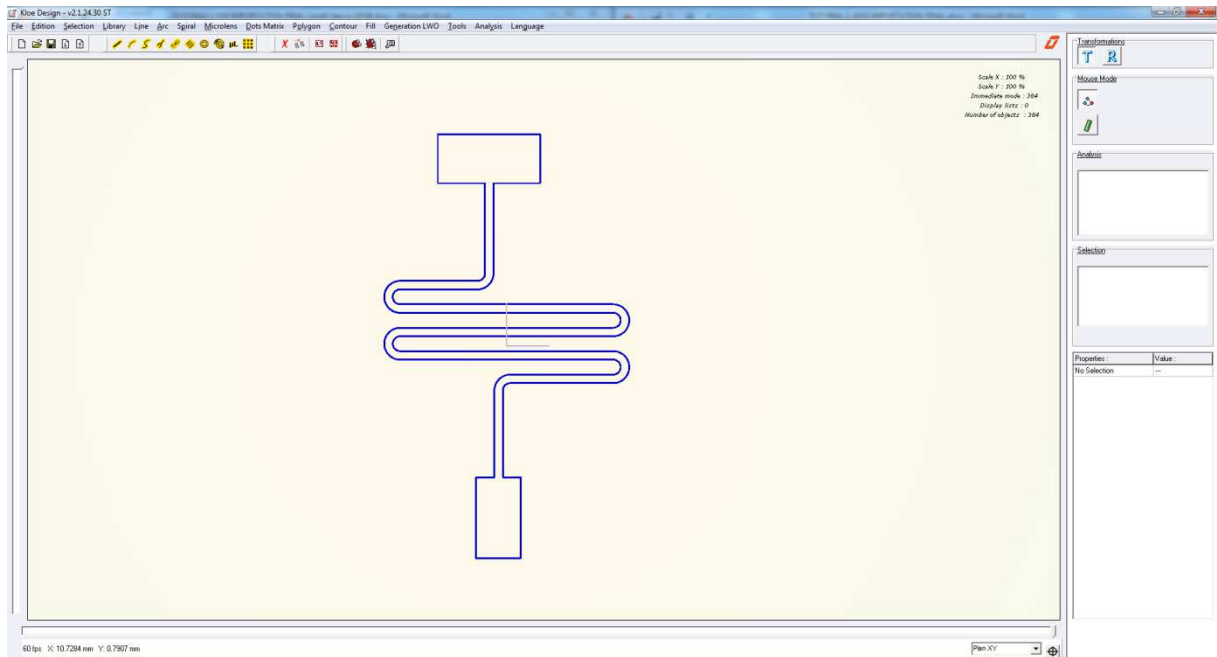 Kloe Design - v2.1.24.30 ST
File Edition Selection Library Line Arc Spiral Microlens Dots Matrix Polygon Contour Fill Generation LWO Tools Analysis Language
Scale X : 100 %
Scale Y : 100 %
Immediate mode : 384
Display lists : 0
Number of objects : 384
Transformations
T R
Mouse Mode
Analysis
Selection
Properties : Value :
No Selection ---
60 fps X: 10.7284 mm Y: 0.7907 mm
Plan XY